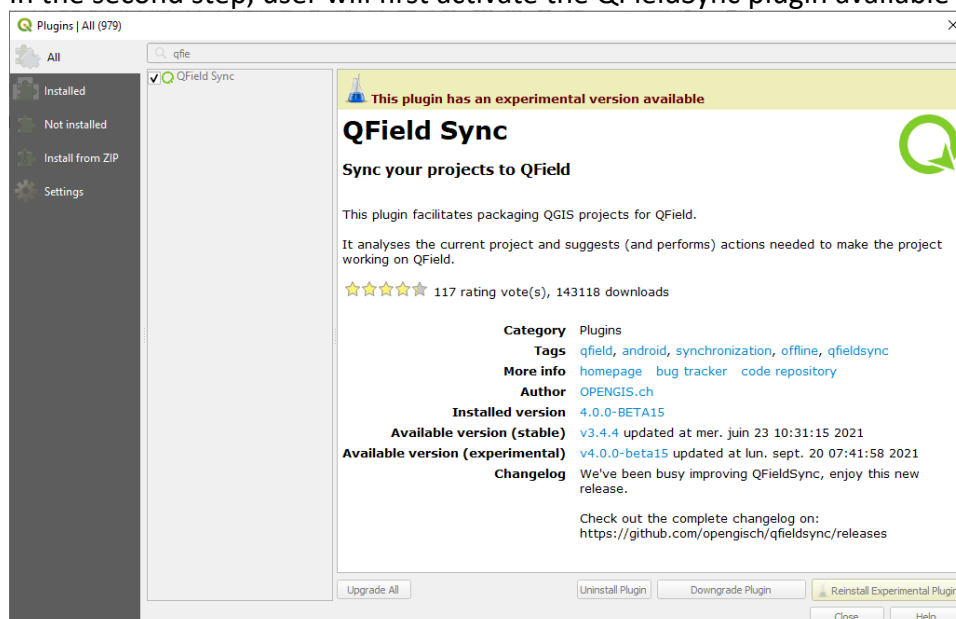 In the second step, user will first activate the QFieldSync plugin available
Plugins | All (979)
All
qfie
Installed
Not installed
Install from ZIP
Settings
QField Sync
This plugin has an experimental version available
QField Sync
Sync your projects to QField
This plugin facilitates packaging QGIS projects for QField.
It analyses the current project and suggests (and performs) actions needed to make the project
working on QField.
117 rating vote(s), 143118 downloads
Category Plugins
Tags qfield, android, synchronization, offline, qfieldsync
More info homepage bug tracker code repository
Author OPENGIS.ch
Installed version 4.0.0-BETA15
Available version (stable) v3.4.4 updated at mer. juin 23 10:31:15 2021
Available version (experimental) v4.0.0-beta15 updated at lun. sept. 20 07:41:58 2021
Changelog We've been busy improving QFieldSync, enjoy this new
release.
Check out the complete changelog on:
https://github.com/opengisch/qfieldsync/releases
Upgrade All Uninstall Plugin Downgrade Plugin Reinstall Experimental Plugin
Close Help